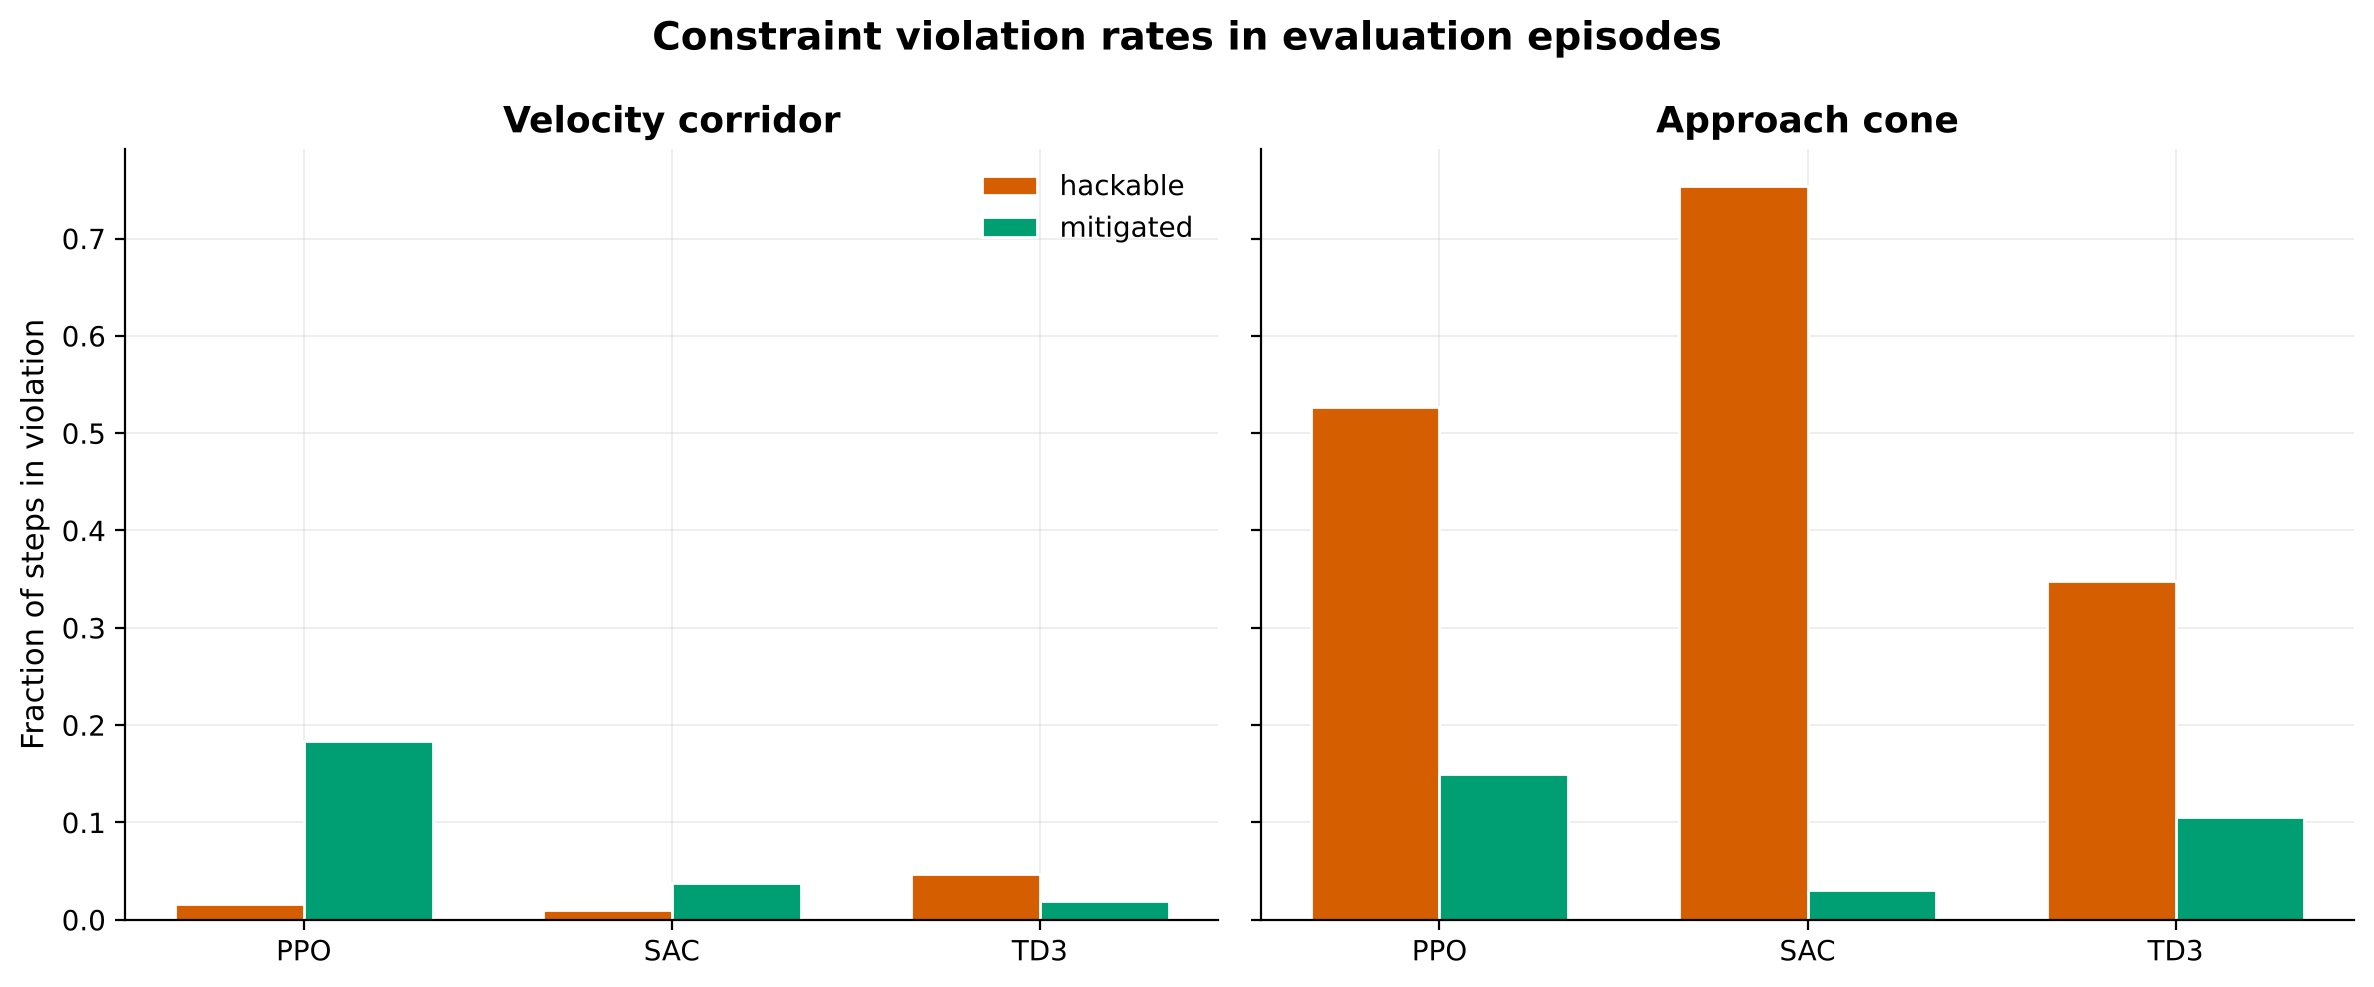 Constraint violation rates in evaluation episodes
Velocity corridor
hackable
mitigated
Fraction of steps in violation
0.7
0.6
0.5
0.4
0.3
0.2
0.1
0.0
PPO
SAC
TD3
Approach cone
PPO
SAC
TD3